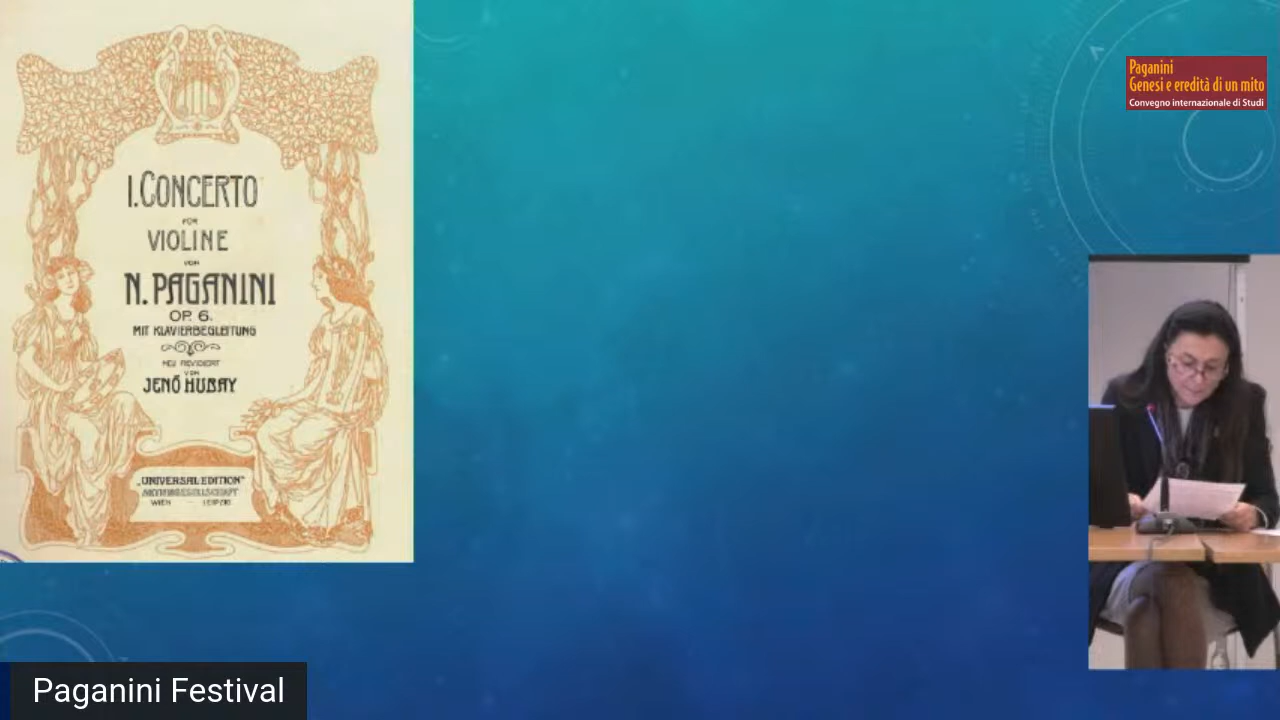 I. CONCERTO
FÜR
VIOLINE
VON
N. PAGANINI
OP. 6.
MIT KLAVIERBEGLEITUNG
NEU REVIDIERT
VON
JENŐ HUBAY
„UNIVERSAL EDITION"
AKTIENGESELLSCHAFT
WIEN - LEIPZIG
Paganini
Genesi e eredità di un mito
Convegno internazionale di Studi
Paganini Festival